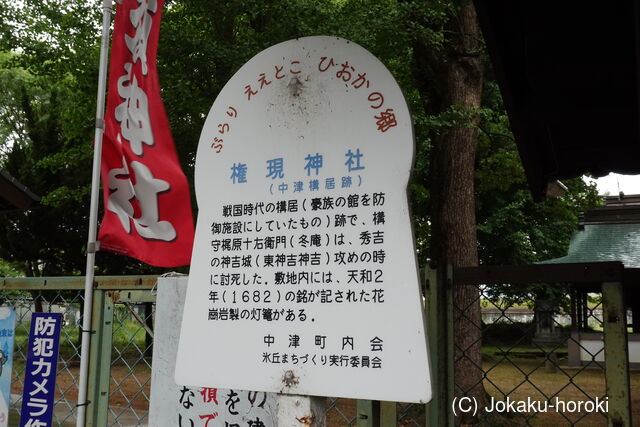 ぶらり ええとこ ひおかの郷
権現神社
(中津構居跡)
戦国時代の構居(豪族の館を防
御施設にしていたもの)跡で、構
守梶原十右衛門(冬庵)は、秀吉
の神吉城(東神吉神吉)攻めの時
に討死した。敷地内には、天和2
年(1682)の銘が記された花
崗岩製の灯籠がある。
中津町内会
氷丘まちづくり実行委員会
神社
防犯カメラ作
(C) Jokaku-horoki